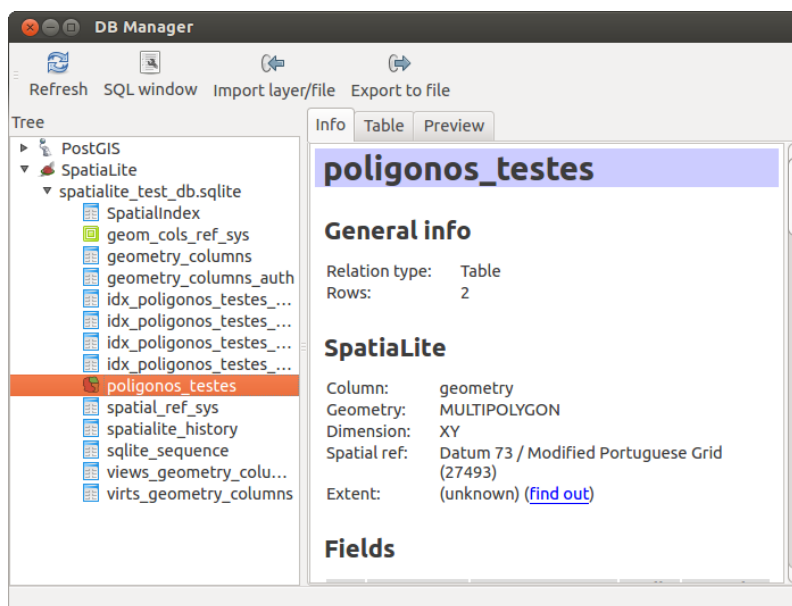 DB Manager
Refresh SQL window Import layer/file Export to file
Tree
Info Table Preview
PostGIS
SpatiaLite
spatialite_test_db.sqlite
SpatialIndex
geom_cols_ref_sys
geometry_columns
geometry_columns_auth
idx_poligonos_testes_...
idx_poligonos_testes_...
idx_poligonos_testes_...
idx_poligonos_testes_...
poligonos_testes
spatial_ref_sys
spatialite_history
sqlite_sequence
views_geometry_colu...
virts_geometry_columns
poligonos_testes
General info
Relation type: Table
Rows: 2
SpatiaLite
Column: geometry
Geometry: MULTIPOLYGON
Dimension: XY
Spatial ref: Datum 73 / Modified Portuguese Grid
(27493)
Extent: (unknown) (find out)
Fields